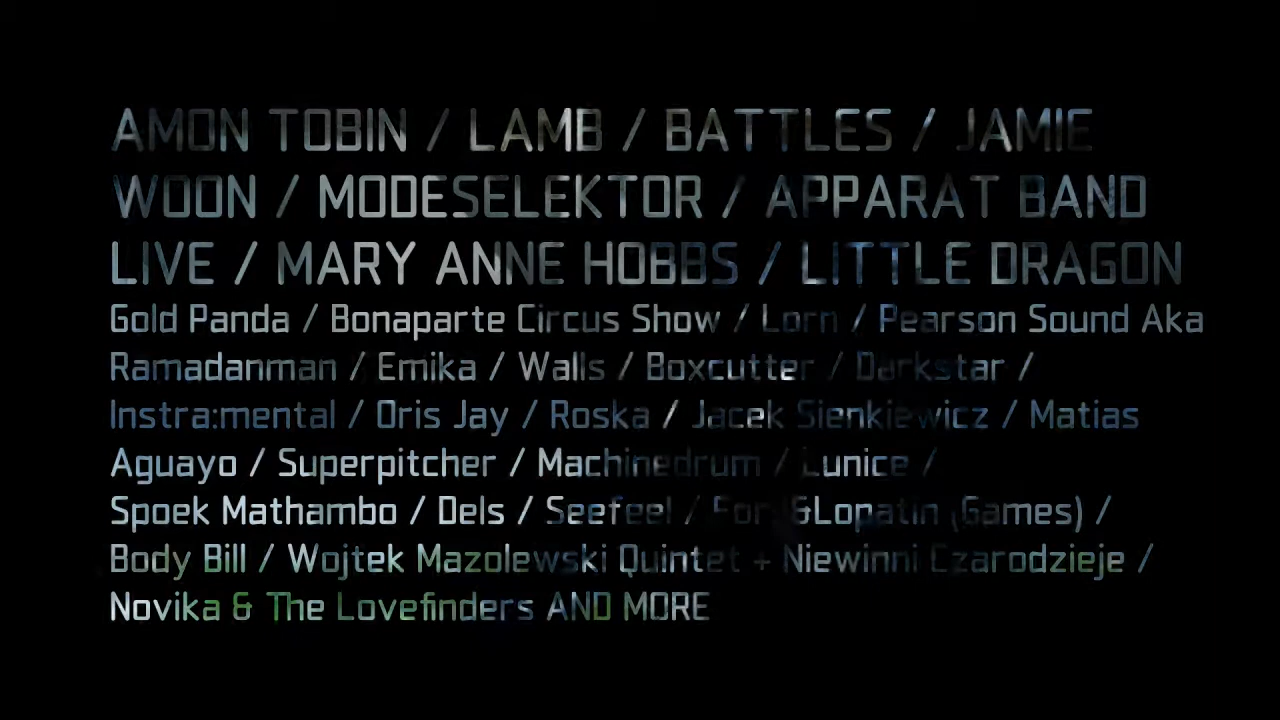 AMON TOBIN / LAMB / BATTLES / JAMIE
WOON / MODESELEKTOR / APPARAT BAND
LIVE / MARY ANNE HOBBS / LITTLE DRAGON
Gold Panda / Bonaparte Circus Show / Lorn / Pearson Sound Aka
Ramadanman / Emika / Walls / Boxcutter / Darkstar /
Instra:mental / Oris Jay / Roska / Jacek Sienkiewicz / Matias
Aguayo / Superpitcher / Machinedrum / Lunice /
Spoek Mathambo / Dels / Seefeel / Ford &Lopatin (Games) /
Body Bill / Wojtek Mazolewski Quintet + Niewinni Czarodzieje /
Novika & The Lovefinders AND MORE